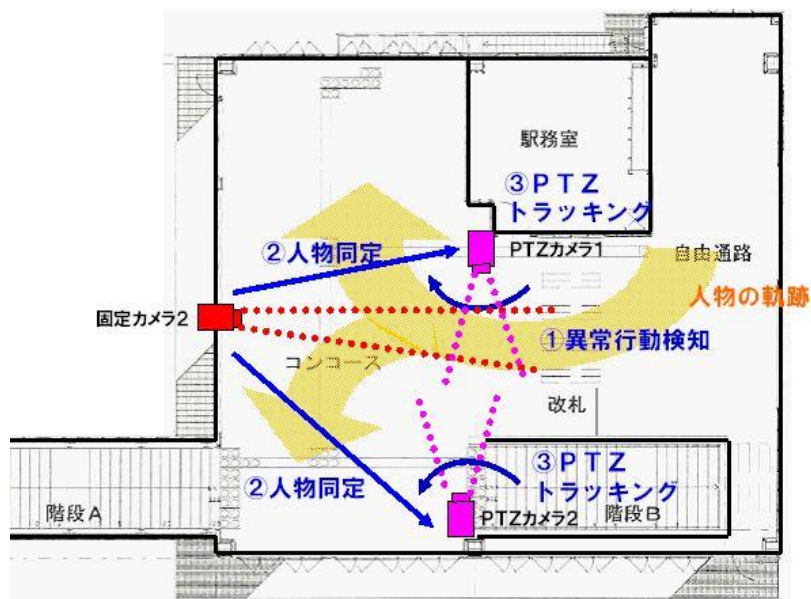 駅務室
③ＰＴＺ
トラッキング
②人物同定
PTZカメラ1
自由通路
人物の軌跡
固定カメラ2
①異常行動検知
コンコース
改札
③ＰＴＺ
トラッキング
②人物同定
階段A
PTZカメラ2
階段B